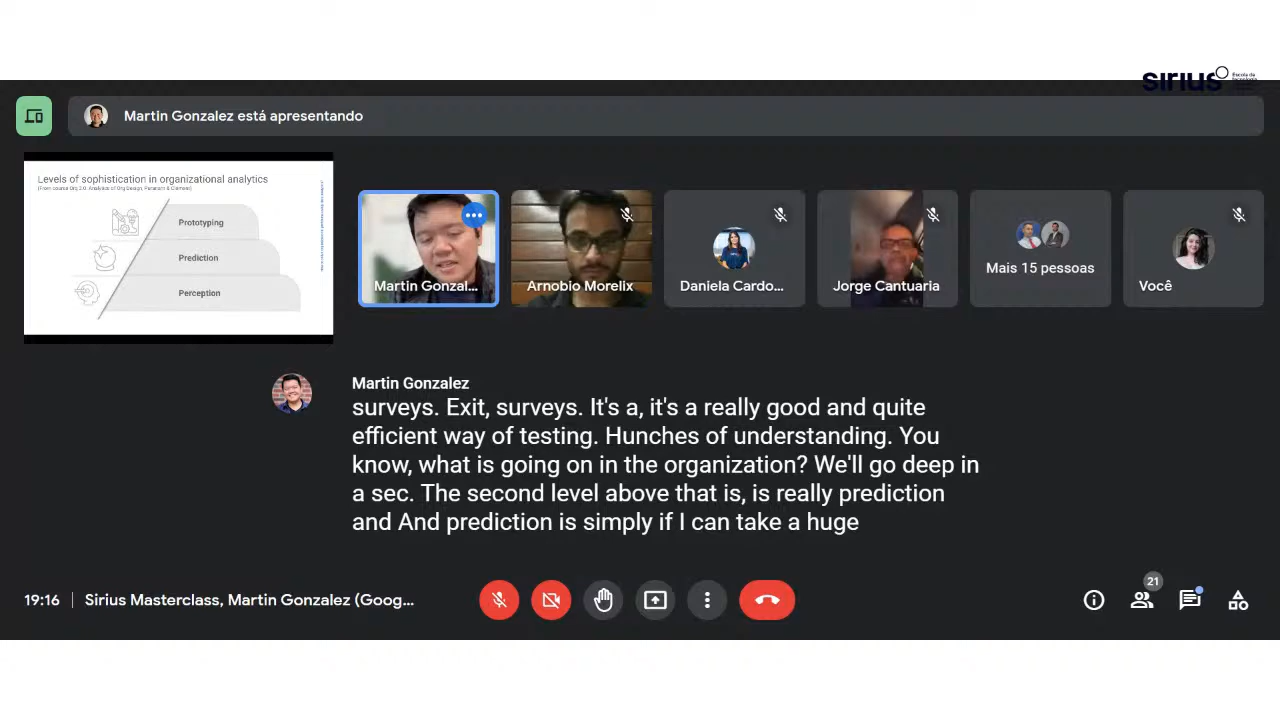 sirius Escola de tecnologia
Martin Gonzalez está apresentando
Levels of sophistication in organizational analytics
Prototyping
Prediction
Perception
Martin Gonzal...
Arnobio Morelix
Daniela Cardo...
Jorge Cantuaria
Mais 15 pessoas
Você
Martin Gonzalez
surveys. Exit, surveys. It's a, it's a really good and quite
efficient way of testing. Hunches of understanding. You
know, what is going on in the organization? We'll go deep in
a sec. The second level above that is, is really prediction
and And prediction is simply if I can take a huge
19:16 | Sirius Masterclass, Martin Gonzalez (Goog...
21